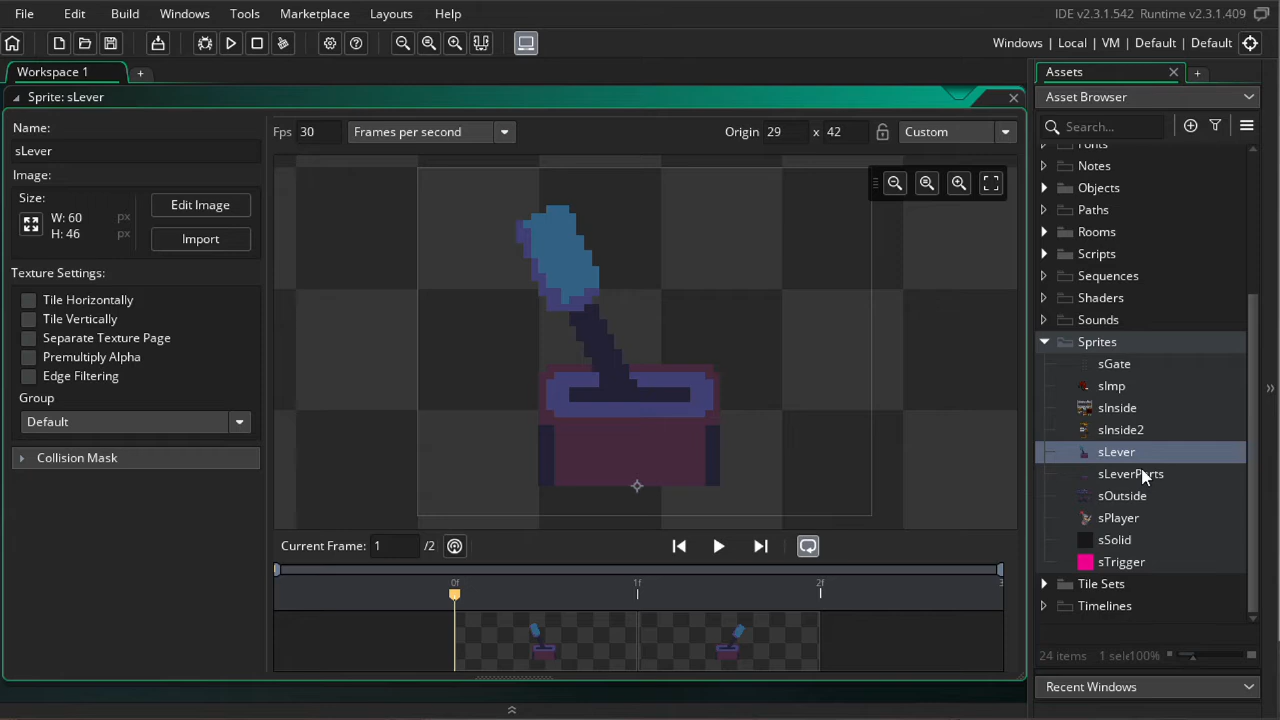 File Edit Build Windows Tools Marketplace Layouts Help IDE v2.3.1.542 Runtime v2.3.1.409
Windows | Local | VM | Default | Default
Workspace 1 +
Sprite: sLever
Name:
sLever
Image:
Size:
W: 60 px
H: 46 px
Edit Image
Import
Texture Settings:
Tile Horizontally
Tile Vertically
Separate Texture Page
Premultiply Alpha
Edge Filtering
Group
Default
Collision Mask
Fps 30 Frames per second Origin 29 x 42 Custom
Current Frame: 1 /2
0f 1f 2f 3
Assets +
Asset Browser
Search...
Fonts
Notes
Objects
Paths
Rooms
Scripts
Sequences
Shaders
Sounds
Sprites
sGate
sImp
sInside
sInside2
sLever
sLeverParts
sOutside
sPlayer
sSolid
sTrigger
Tile Sets
Timelines
24 items 1 sele 100%
Recent Windows